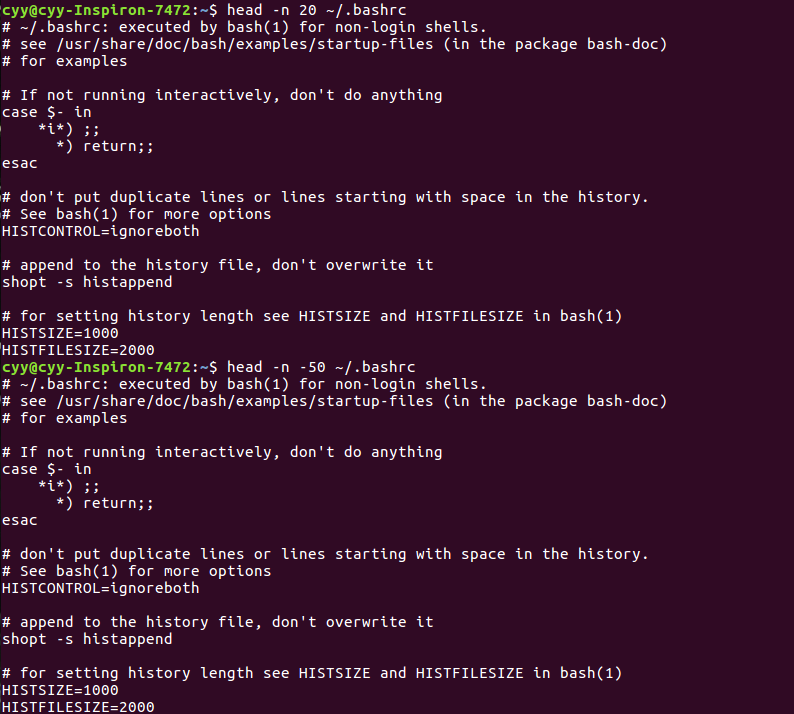 cyy@cyy-Inspiron-7472:~$ head -n 20 ~/.bashrc
# ~/.bashrc: executed by bash(1) for non-login shells.
# see /usr/share/doc/bash/examples/startup-files (in the package bash-doc)
# for examples

# If not running interactively, don't do anything
case $- in
    *i*) ;;
      *) return;;
esac

# don't put duplicate lines or lines starting with space in the history.
# See bash(1) for more options
HISTCONTROL=ignoreboth

# append to the history file, don't overwrite it
shopt -s histappend

# for setting history length see HISTSIZE and HISTFILESIZE in bash(1)
HISTSIZE=1000
HISTFILESIZE=2000
cyy@cyy-Inspiron-7472:~$ head -n -50 ~/.bashrc
# ~/.bashrc: executed by bash(1) for non-login shells.
# see /usr/share/doc/bash/examples/startup-files (in the package bash-doc)
# for examples

# If not running interactively, don't do anything
case $- in
    *i*) ;;
      *) return;;
esac

# don't put duplicate lines or lines starting with space in the history.
# See bash(1) for more options
HISTCONTROL=ignoreboth

# append to the history file, don't overwrite it
shopt -s histappend

# for setting history length see HISTSIZE and HISTFILESIZE in bash(1)
HISTSIZE=1000
HISTFILESIZE=2000